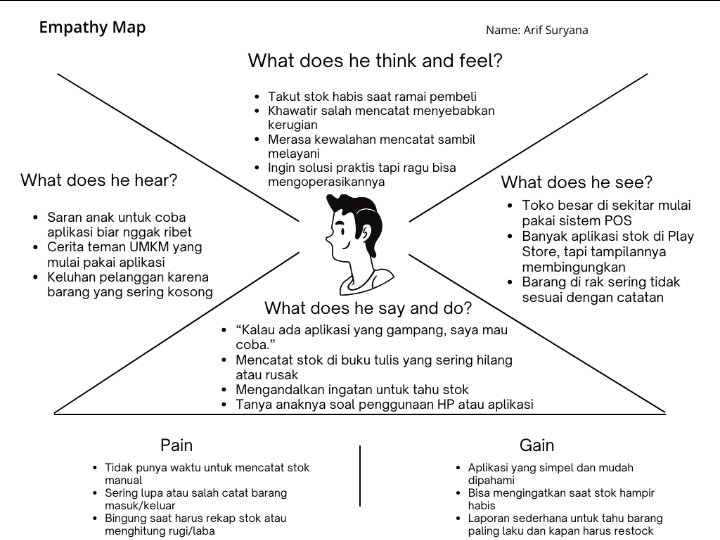 Empathy Map
Name: Arif Suryana
What does he think and feel?
• Takut stok habis saat ramai pembeli
• Khawatir salah mencatat menyebabkan
kerugian
• Merasa kewalahan mencatat sambil
melayani
• Ingin solusi praktis tapi ragu bisa
mengoperasikannya
What does he hear?
• Saran anak untuk coba
aplikasi biar nggak ribet
• Cerita teman UMKM yang
mulai pakai aplikasi
• Keluhan pelanggan karena
barang yang sering kosong
What does he see?
• Toko besar di sekitar mulai
pakai sistem POS
• Banyak aplikasi stok di Play
Store, tapi tampilannya
membingungkan
• Barang di rak sering tidak
sesuai dengan catatan
What does he say and do?
• “Kalau ada aplikasi yang gampang, saya mau
coba.”
• Mencatat stok di buku tulis yang sering hilang
atau rusak
• Mengandalkan ingatan untuk tahu stok
• Tanya anaknya soal penggunaan HP atau aplikasi
Pain
• Tidak punya waktu untuk mencatat stok
manual
• Sering lupa atau salah catat barang
masuk/keluar
• Bingung saat harus rekap stok atau
menghitung rugi/laba
Gain
• Aplikasi yang simpel dan mudah
dipahami
• Bisa mengingatkan saat stok hampir
habis
• Laporan sederhana untuk tahu barang
paling laku dan kapan harus restock